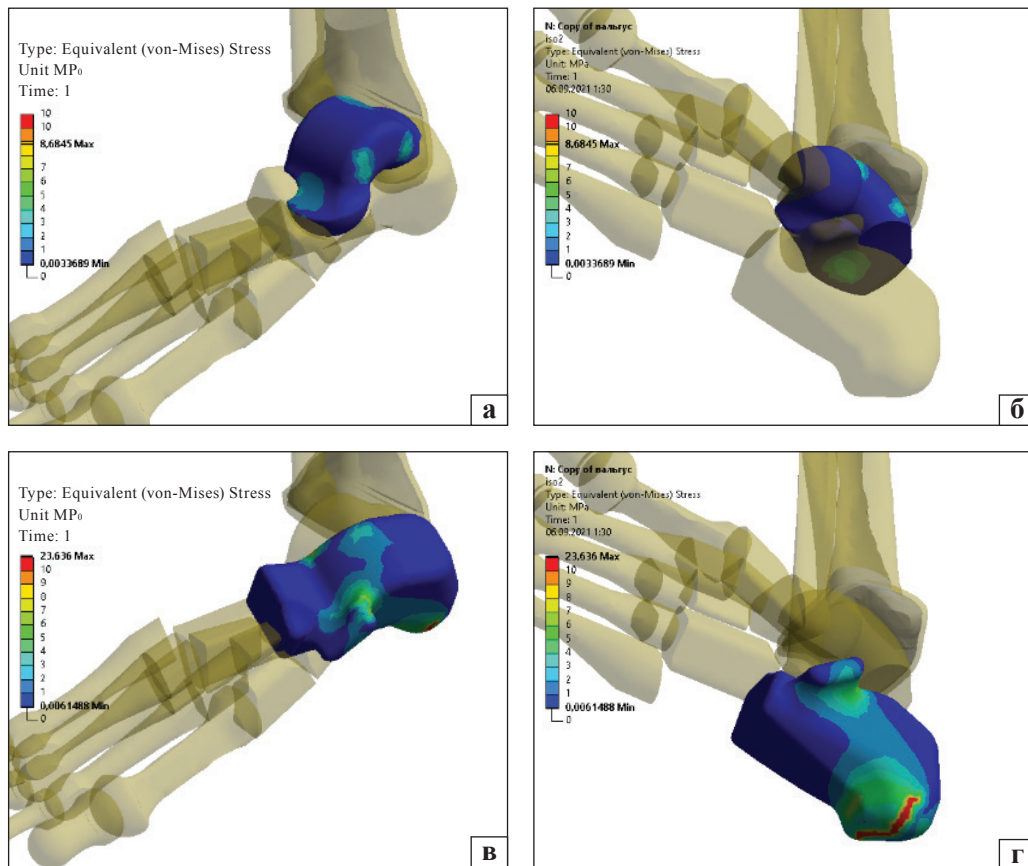 Type: Equivalent (von-Mises) Stress
Unit MP₀
Time: 1
10
10
8,6845 Max
7
6
5
4
3
2
1
0,0033689 Min
0
а
N: Copy of вальгус
iso2
Type: Equivalent (von-Mises) Stress
Unit: MPa
Time: 1
06.09.2021 1:30
10
10
8,6845 Max
7
6
5
4
3
2
1
0,0033689 Min
0
б
Type: Equivalent (von-Mises) Stress
Unit MP₀
Time: 1
23,636 Max
10
9
8
7
6
5
4
3
2
1
0,0061488 Min
0
в
N: Copy of вальгус
iso2
Type: Equivalent (von-Mises) Stress
Unit: MPa
Time: 1
06.09.2021 1:30
23,636 Max
10
9
8
7
6
5
4
3
2
1
0,0061488 Min
0
г